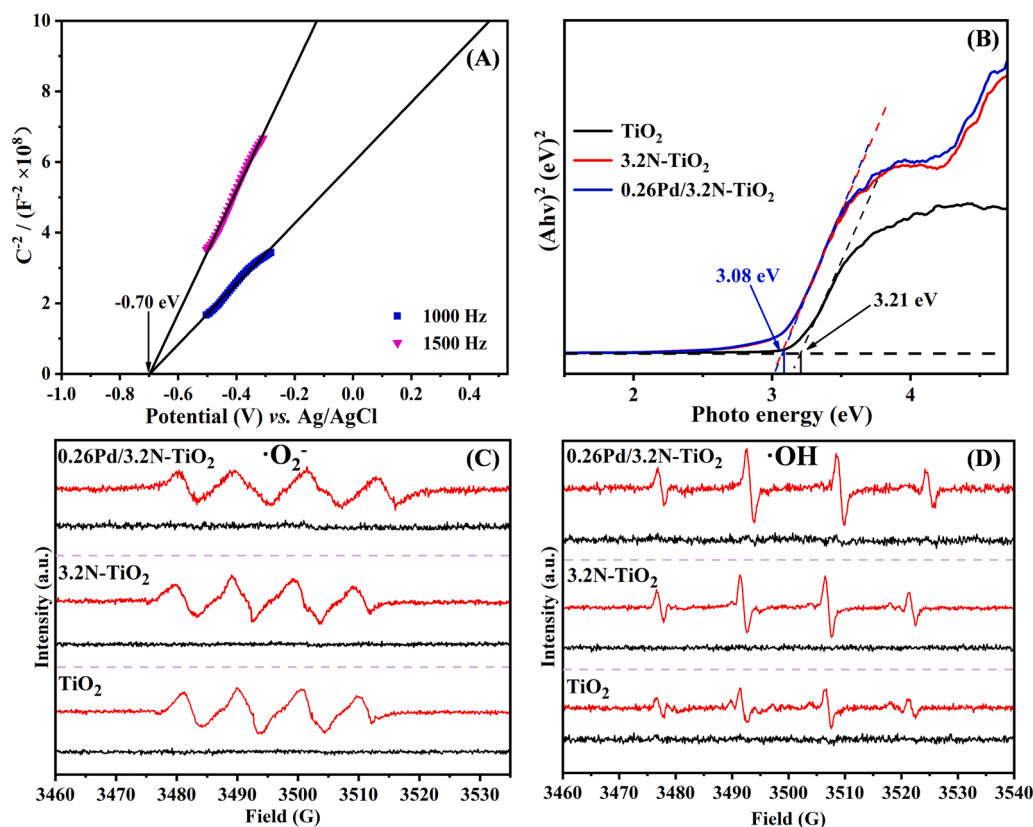 (A)
10
8
6
4
2
0
C⁻² / (F⁻² ×10⁸)
-0.70 eV
1000 Hz
1500 Hz
-1.0 -0.8 -0.6 -0.4 -0.2 0.0 0.2 0.4
Potential (V) vs. Ag/AgCl
(B)
(Ahν)² (eV)²
TiO₂
3.2N-TiO₂
0.26Pd/3.2N-TiO₂
3.08 eV
3.21 eV
2 3 4
Photo energy (eV)
(C)
0.26Pd/3.2N-TiO₂
·O₂⁻
3.2N-TiO₂
TiO₂
Intensity (a.u.)
3460 3470 3480 3490 3500 3510 3520 3530
Field (G)
(D)
0.26Pd/3.2N-TiO₂
·OH
3.2N-TiO₂
TiO₂
Intensity (a.u.)
3460 3470 3480 3490 3500 3510 3520 3530 3540
Field (G)